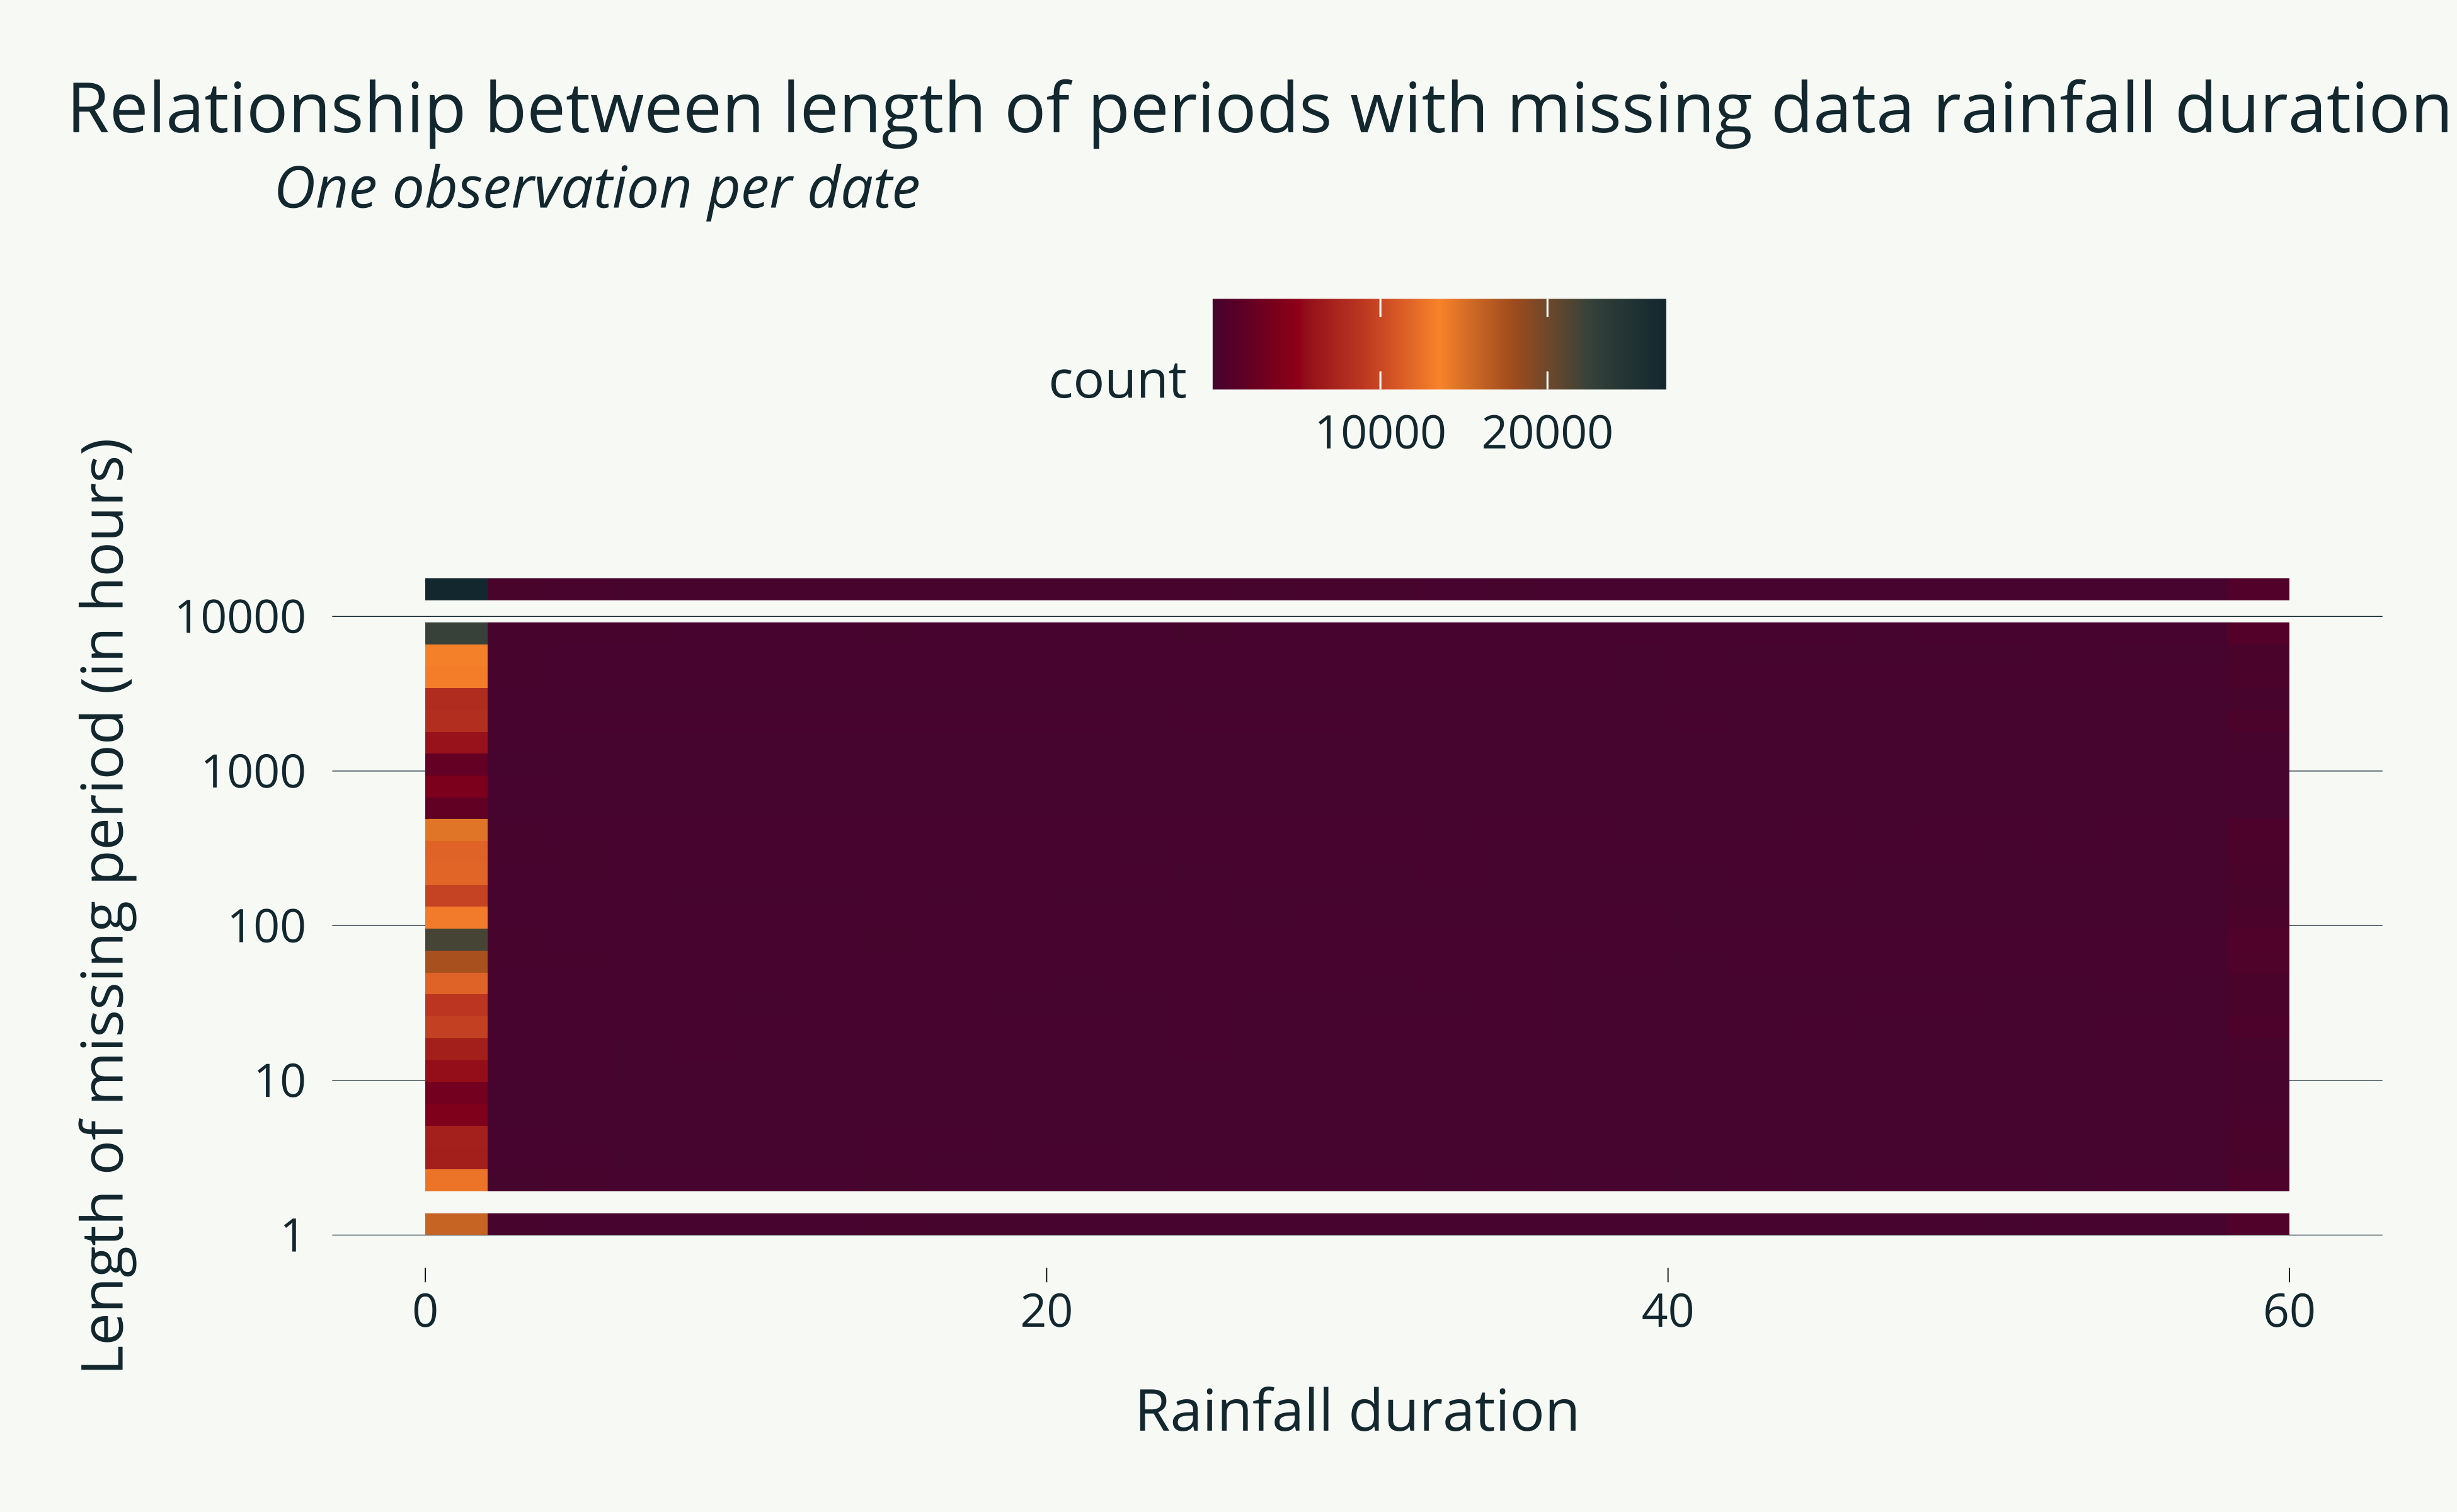 Relationship between length of periods with missing data rainfall duration
One observation per date
count
10000 20000
Length of missing period (in hours)
10000
1000
100
10
1
0 20 40 60
Rainfall duration